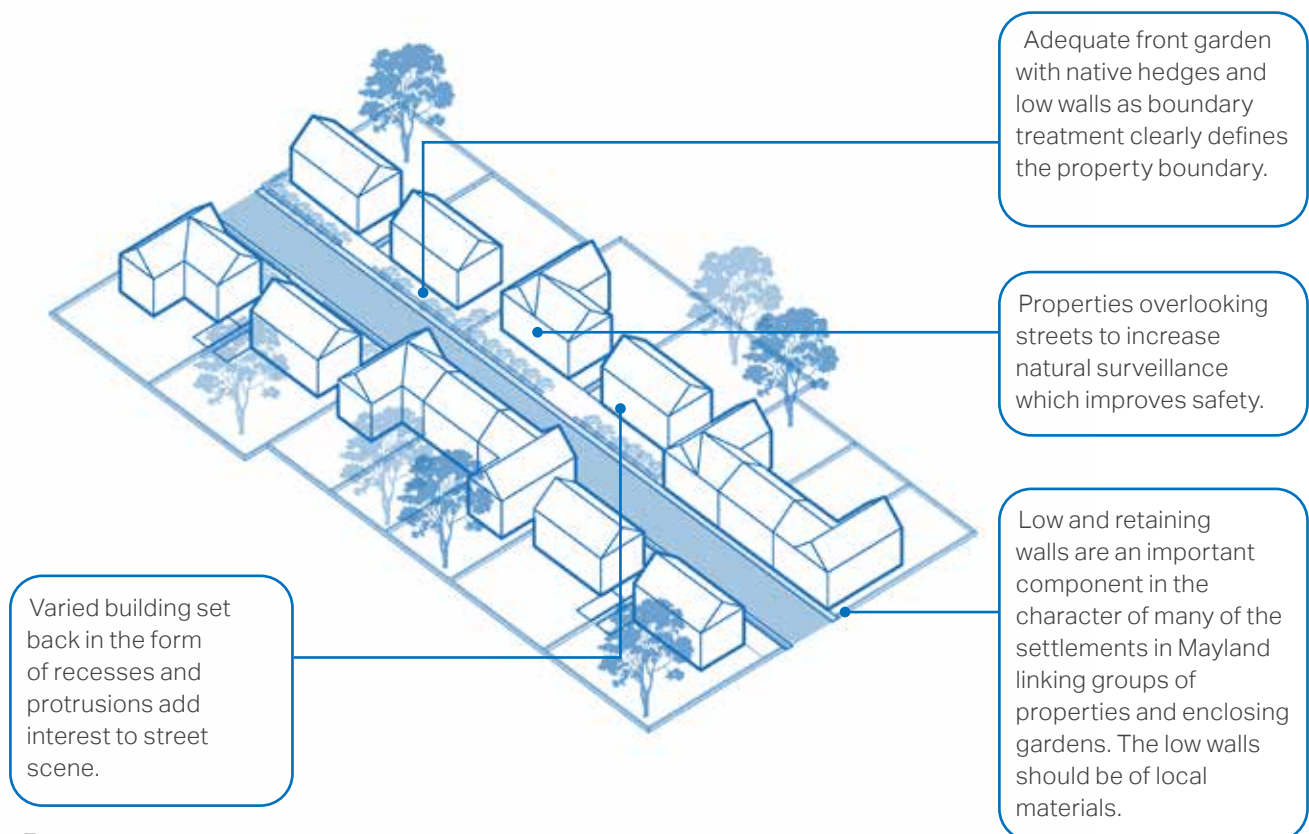 Adequate front garden
with native hedges and
low walls as boundary
treatment clearly defines
the property boundary.
Properties overlooking
streets to increase
natural surveillance
which improves safety.
Low and retaining
walls are an important
component in the
character of many of the
settlements in Mayland
linking groups of
properties and enclosing
gardens. The low walls
should be of local
materials.
Varied building set
back in the form
of recesses and
protrusions add
interest to street
scene.